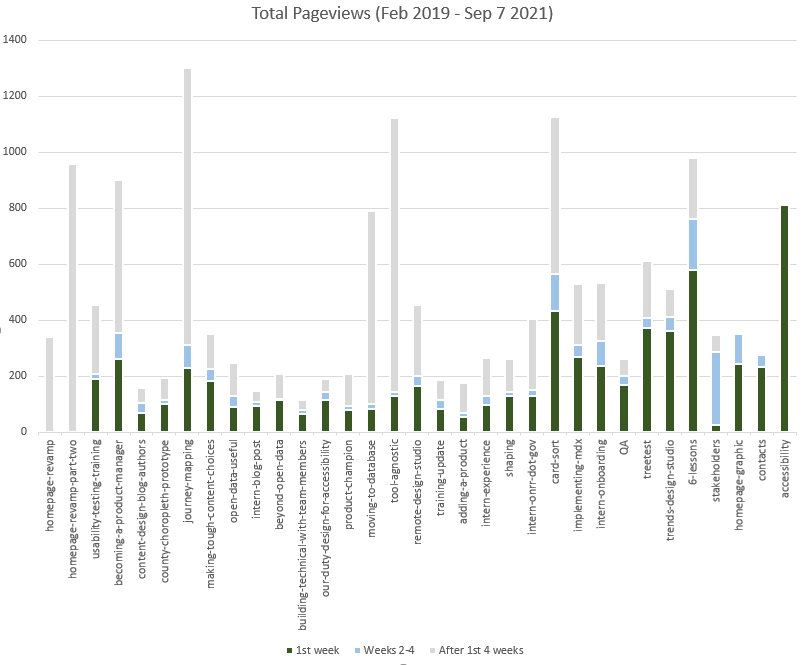 Total Pageviews (Feb 2019 - Sep 7 2021)
1400
1200
1000
800
600
400
200
0
homepage-revamp
homepage-revamp-part-two
usability-testing-training
becoming-a-product-manager
content-design-blog-authors
county-choropleth-prototype
journey-mapping
making-tough-content-choices
open-data-useful
intern-blog-post
beyond-open-data
building-technical-with-team-members
our-duty-design-for-accessibility
product-champion
moving-to-database
tool-agnostic
remote-design-studio
training-update
adding-a-product
intern-experience
shaping
intern-onrr-dot-gov
card-sort
implementing-mdx
intern-onboarding
QA
treetest
trends-design-studio
6-lessons
stakeholders
homepage-graphic
contacts
accessibility
1st week Weeks 2-4 After 1st 4 weeks